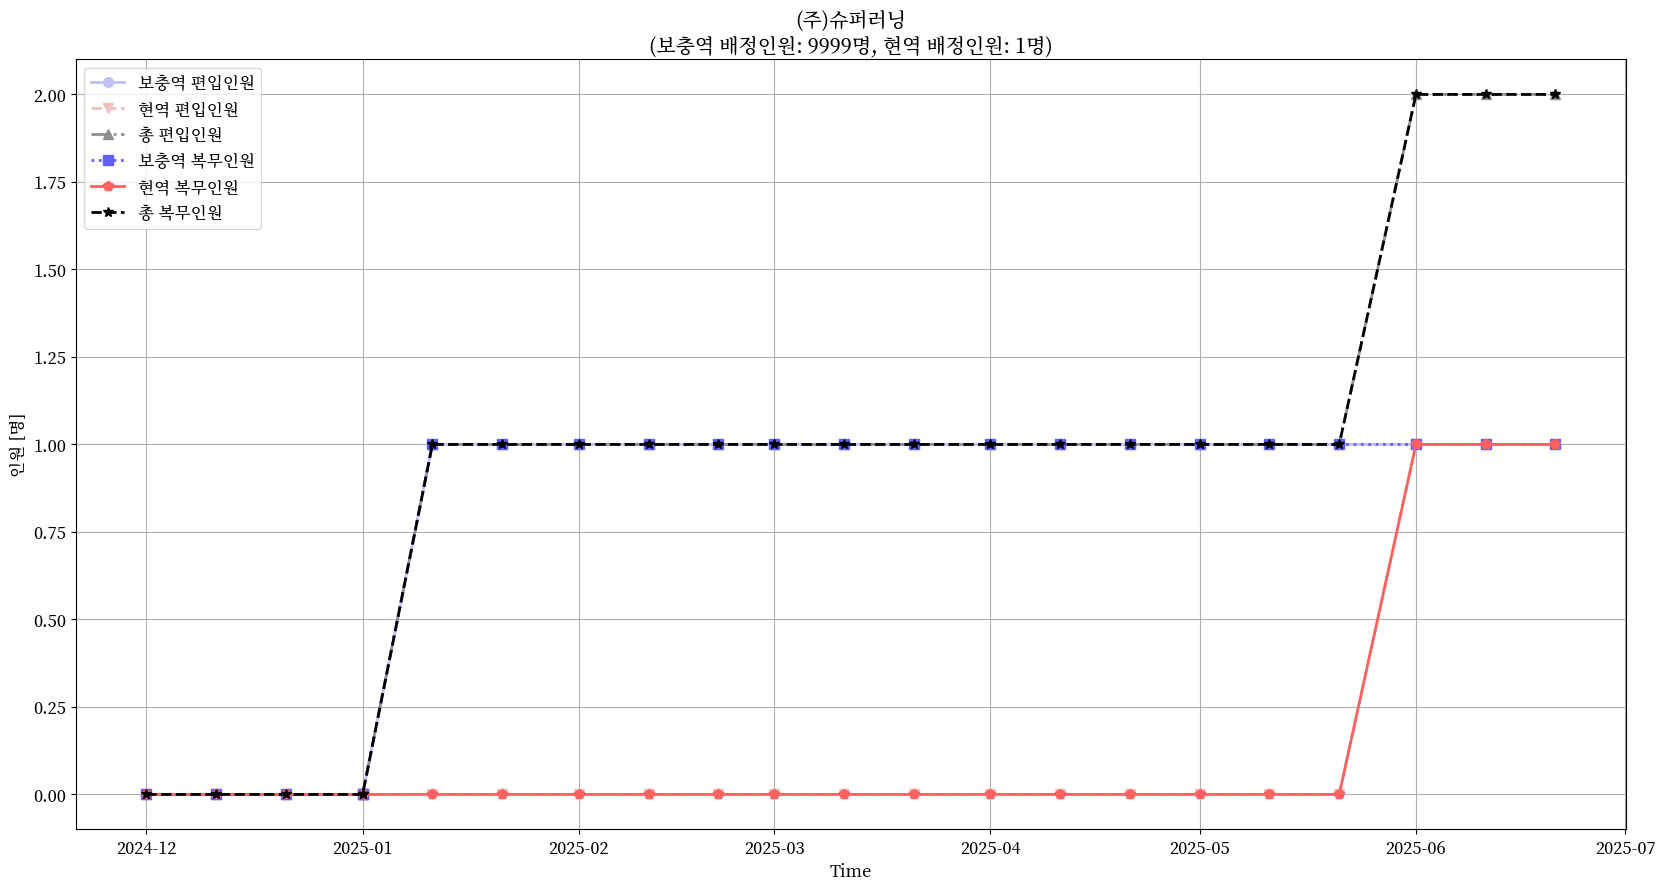 (주)슈퍼러닝
(보충역 배정인원: 9999명, 현역 배정인원: 1명)
보충역 편입인원
현역 편입인원
총 편입인원
보충역 복무인원
현역 복무인원
총 복무인원
2.00
1.75
1.50
1.25
1.00
0.75
0.50
0.25
0.00
인원 [명]
2024-12
2025-01
2025-02
2025-03
2025-04
2025-05
2025-06
2025-07
Time